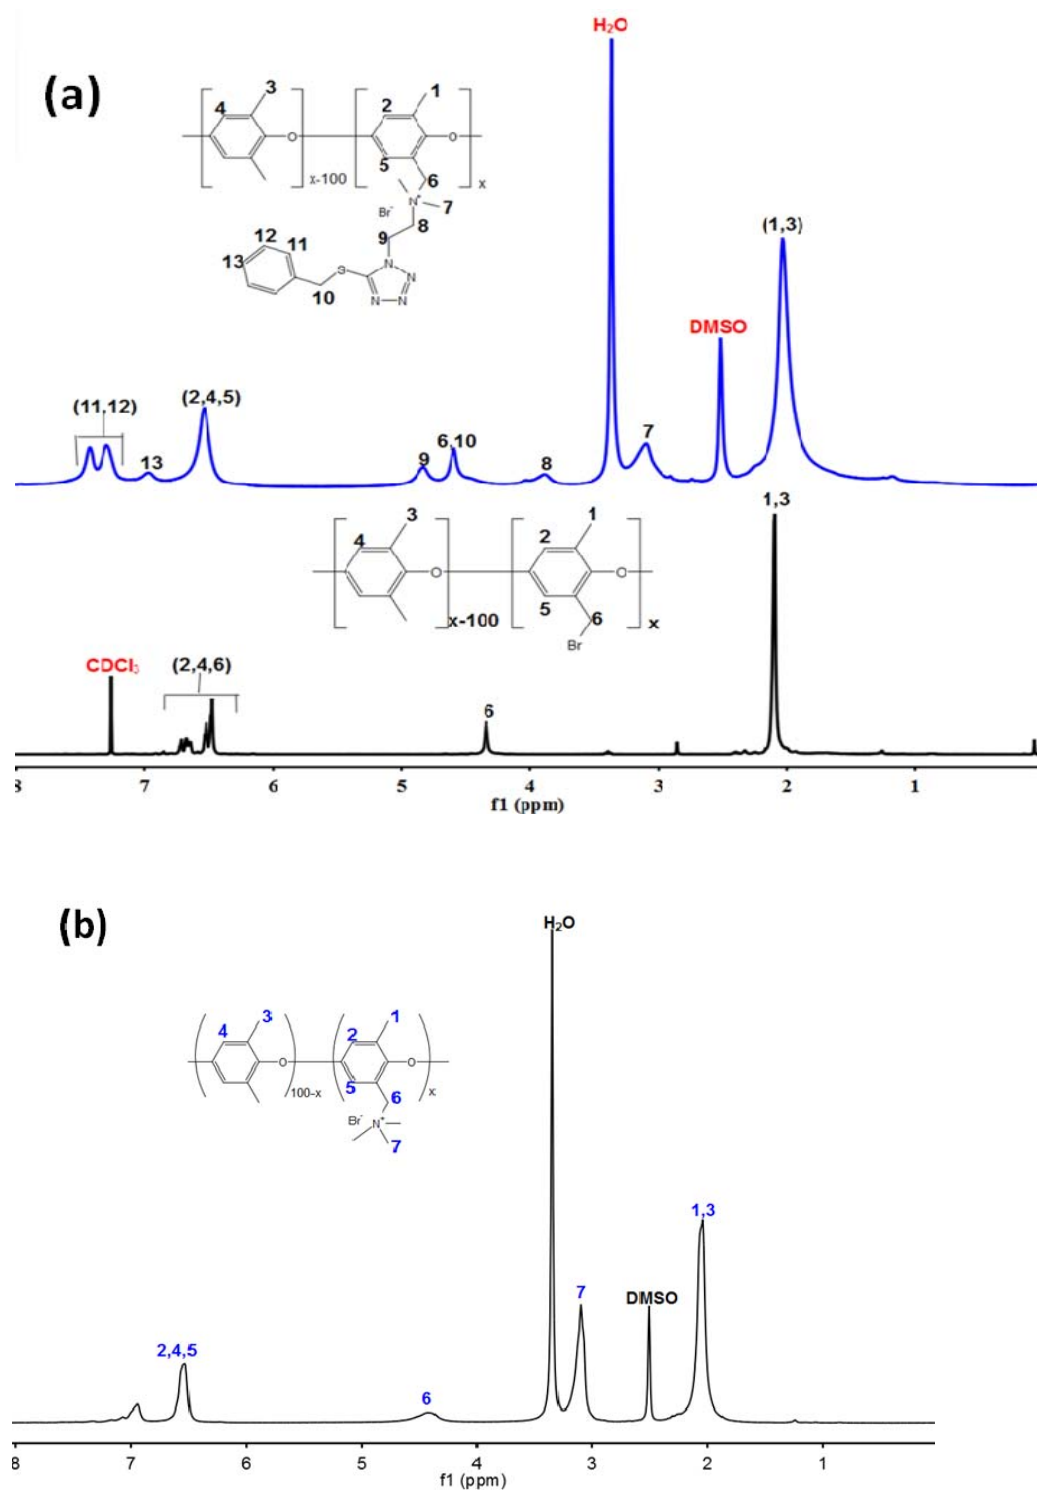 (a)
H₂O
3
1
4
2
O
O
5
x-100
6
x
N⁺
7
Br⁻
8
9
12
11
13
S
N
N
N
N
10
(1,3)
DMSO
(11,12)
(2,4,5)
13
9
6,10
8
7
1,3
3
1
4
2
O
O
5
6
x-100
x
Br
CDCl₃
(2,4,6)
6
8 7 6 5 4 3 2 1
f1 (ppm)
(b)
H₂O
3
1
4
2
O
O
5
6
100-x
x
Br⁻
N⁺
7
1,3
7
DMSO
2,4,5
6
8 7 6 5 4 3 2 1
f1 (ppm)